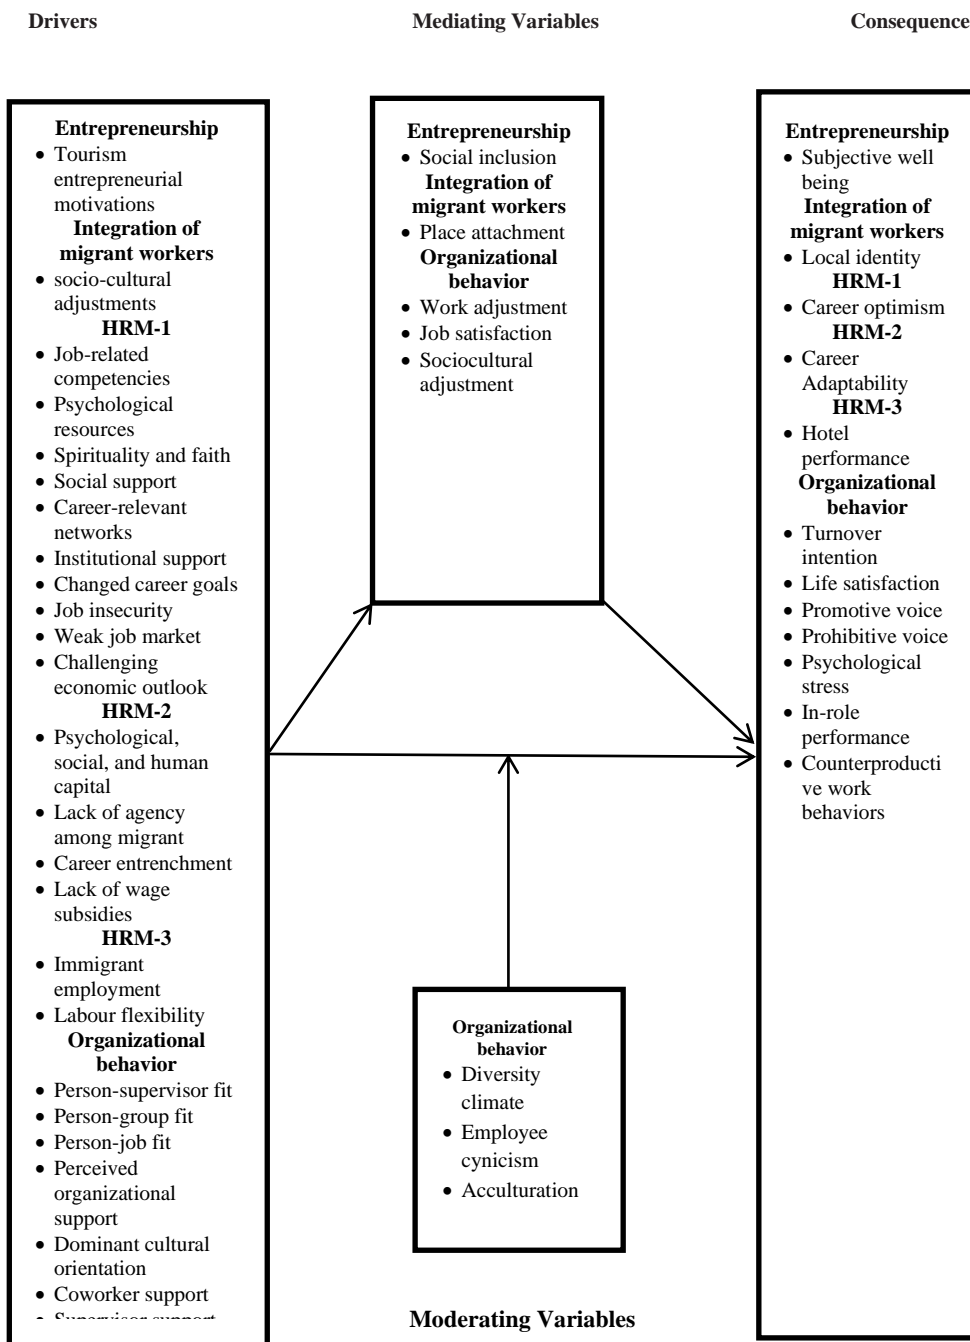 Drivers
Mediating Variables
Consequence
Entrepreneurship
• Tourism
entrepreneurial
motivations
Integration of
migrant workers
• socio-cultural
adjustments
HRM-1
• Job-related
competencies
• Psychological
resources
• Spirituality and faith
• Social support
• Career-relevant
networks
• Institutional support
• Changed career goals
• Job insecurity
• Weak job market
• Challenging
economic outlook
HRM-2
• Psychological,
social, and human
capital
• Lack of agency
among migrant
• Career entrenchment
• Lack of wage
subsidies
HRM-3
• Immigrant
employment
• Labour flexibility
Organizational
behavior
• Person-supervisor fit
• Person-group fit
• Person-job fit
• Perceived
organizational
support
• Dominant cultural
orientation
• Coworker support
• Supervisor support
Entrepreneurship
• Social inclusion
Integration of
migrant workers
• Place attachment
Organizational
behavior
• Work adjustment
• Job satisfaction
• Sociocultural
adjustment
Entrepreneurship
• Subjective well
being
Integration of
migrant workers
• Local identity
HRM-1
• Career optimism
HRM-2
• Career
Adaptability
HRM-3
• Hotel
performance
Organizational
behavior
• Turnover
intention
• Life satisfaction
• Promotive voice
• Prohibitive voice
• Psychological
stress
• In-role
performance
• Counterproducti
ve work
behaviors
Organizational
behavior
• Diversity
climate
• Employee
cynicism
• Acculturation
Moderating Variables